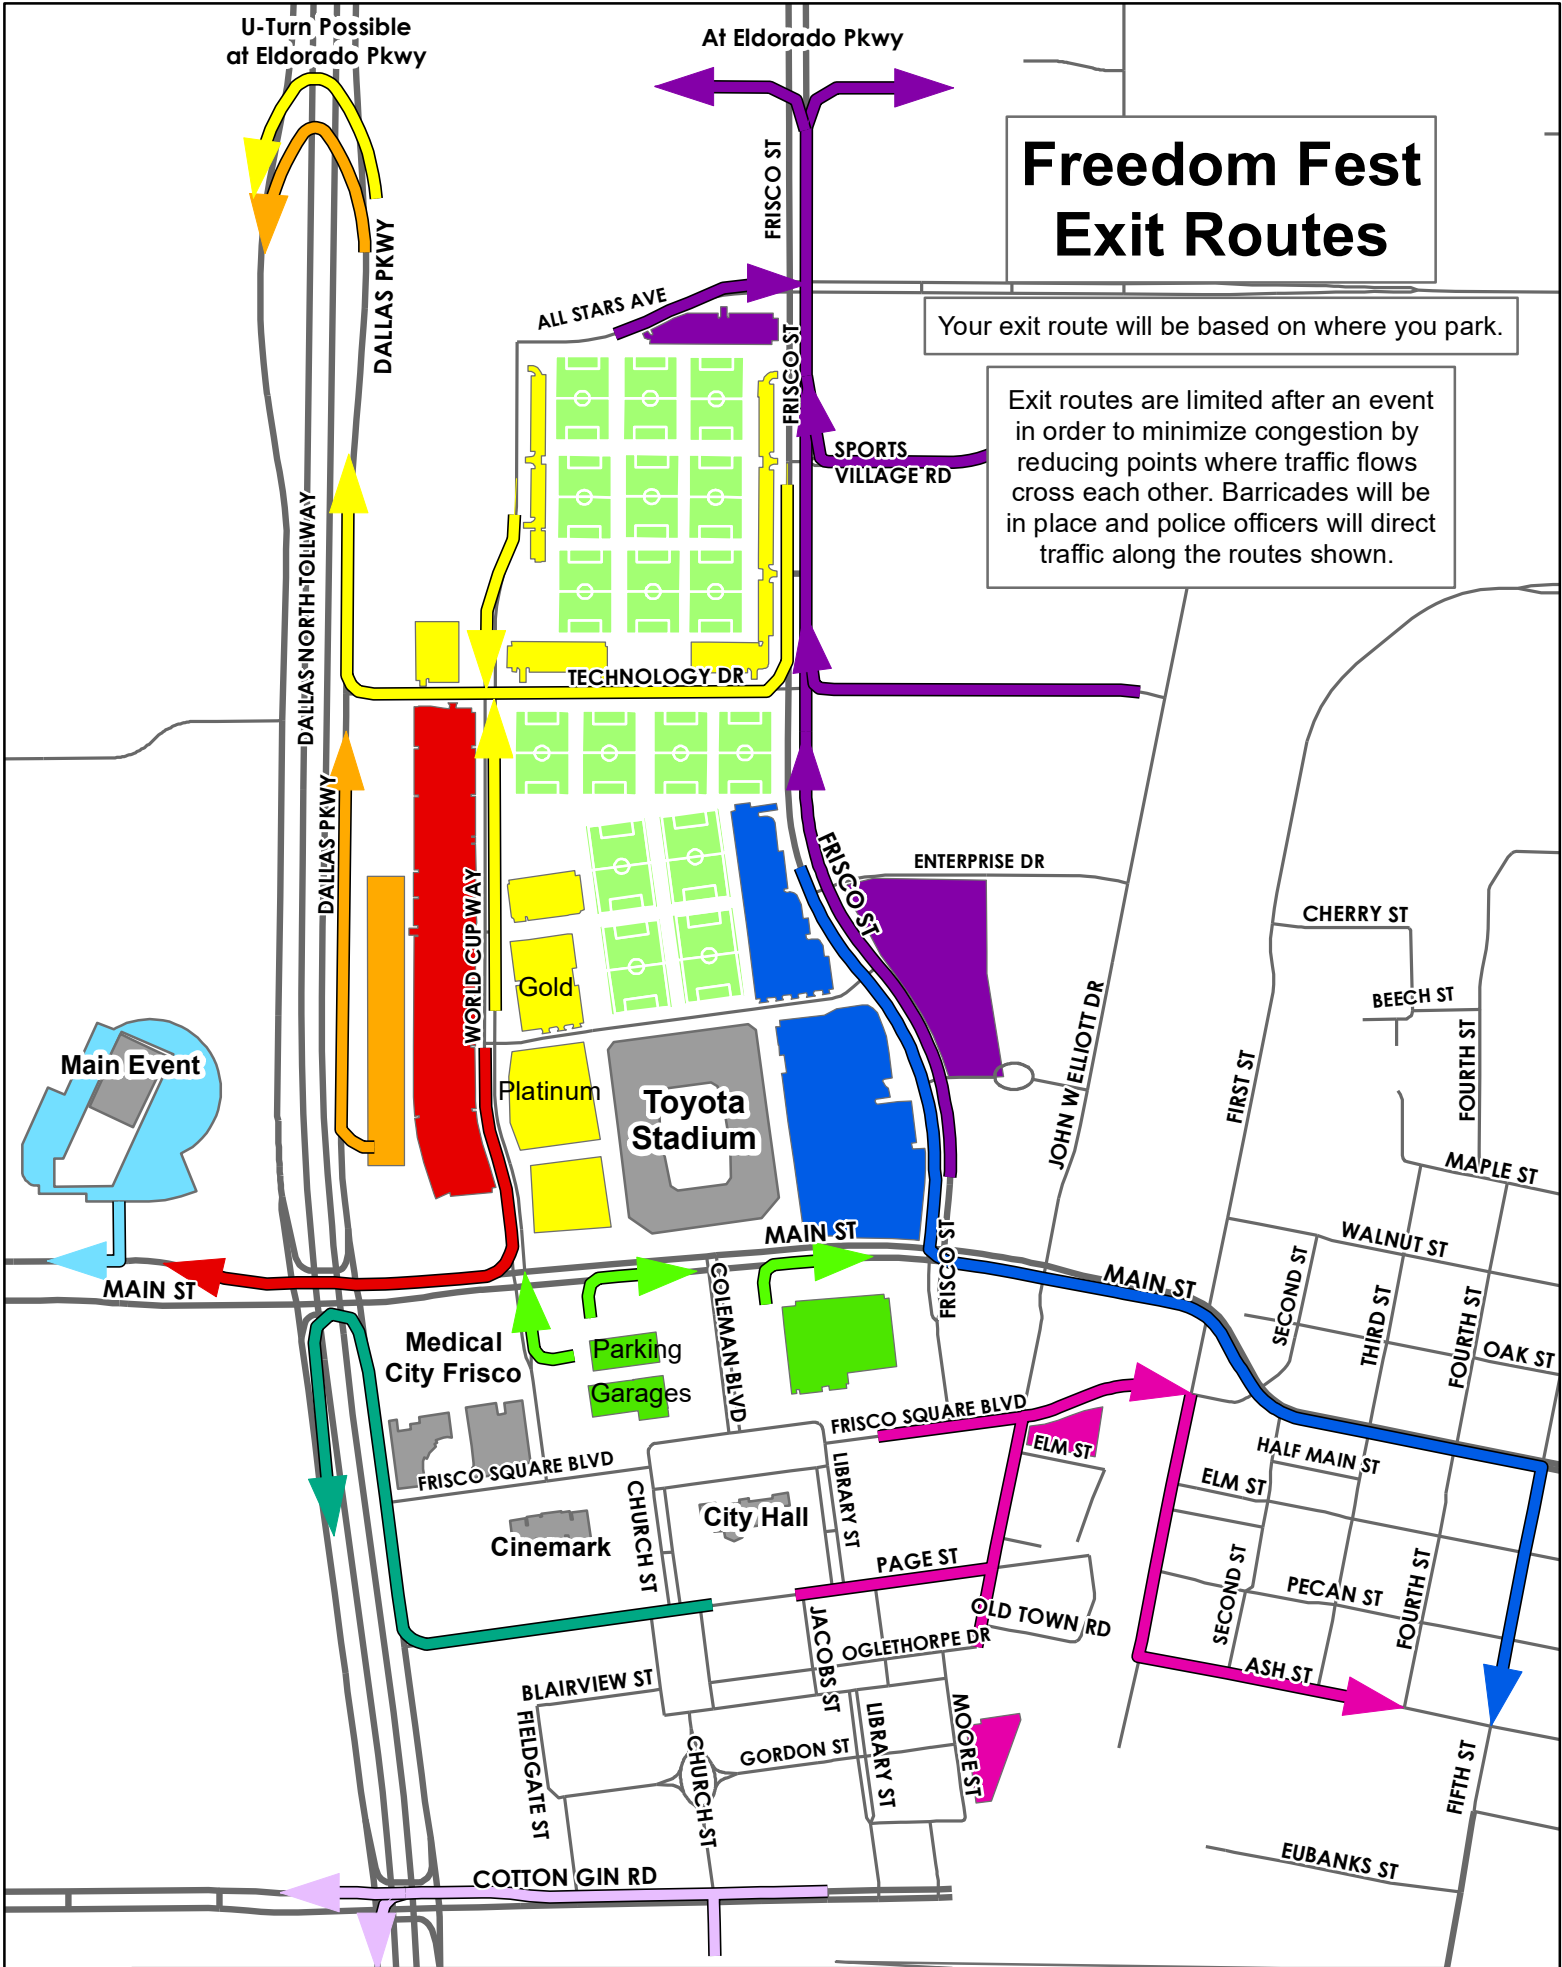 U-Turn Possible
at Eldorado Pkwy
At Eldorado Pkwy
Freedom Fest
Exit Routes
Your exit route will be based on where you park.
Exit routes are limited after an event
in order to minimize congestion by
reducing points where traffic flows
cross each other. Barricades will be
in place and police officers will direct
traffic along the routes shown.
FRISCO ST
DALLAS PKWY
ALL STARS AVE
FRISCO ST
SPORTS
VILLAGE RD
DALLAS NORTH TOLLWAY
TECHNOLOGY DR
DALLAS PKWY
FRISCO ST
ENTERPRISE DR
CHERRY ST
WORLD CUP WAY
Gold
BEECH ST
JOHN W ELLIOTT DR
FIRST ST
FOURTH ST
Main Event
Platinum
Toyota
Stadium
MAPLE ST
MAIN ST
FRISCO ST
WALNUT ST
MAIN ST
MAIN ST
SECOND ST
THIRD ST
FOURTH ST
OAK ST
COLEMAN BLVD
Medical
City Frisco
Parking
Garages
FRISCO SQUARE BLVD
ELM ST
HALF MAIN ST
ELM ST
FRISCO SQUARE BLVD
CHURCH ST
LIBRARY ST
City Hall
Cinemark
PAGE ST
SECOND ST
PECAN ST
FOURTH ST
JACOBS ST
OLD TOWN RD
OGLETHORPE DR
ASH ST
BLAIRVIEW ST
FIELDGATE ST
CHURCH ST
GORDON ST
LIBRARY ST
MOORE ST
FIFTH ST
EUBANKS ST
COTTON GIN RD